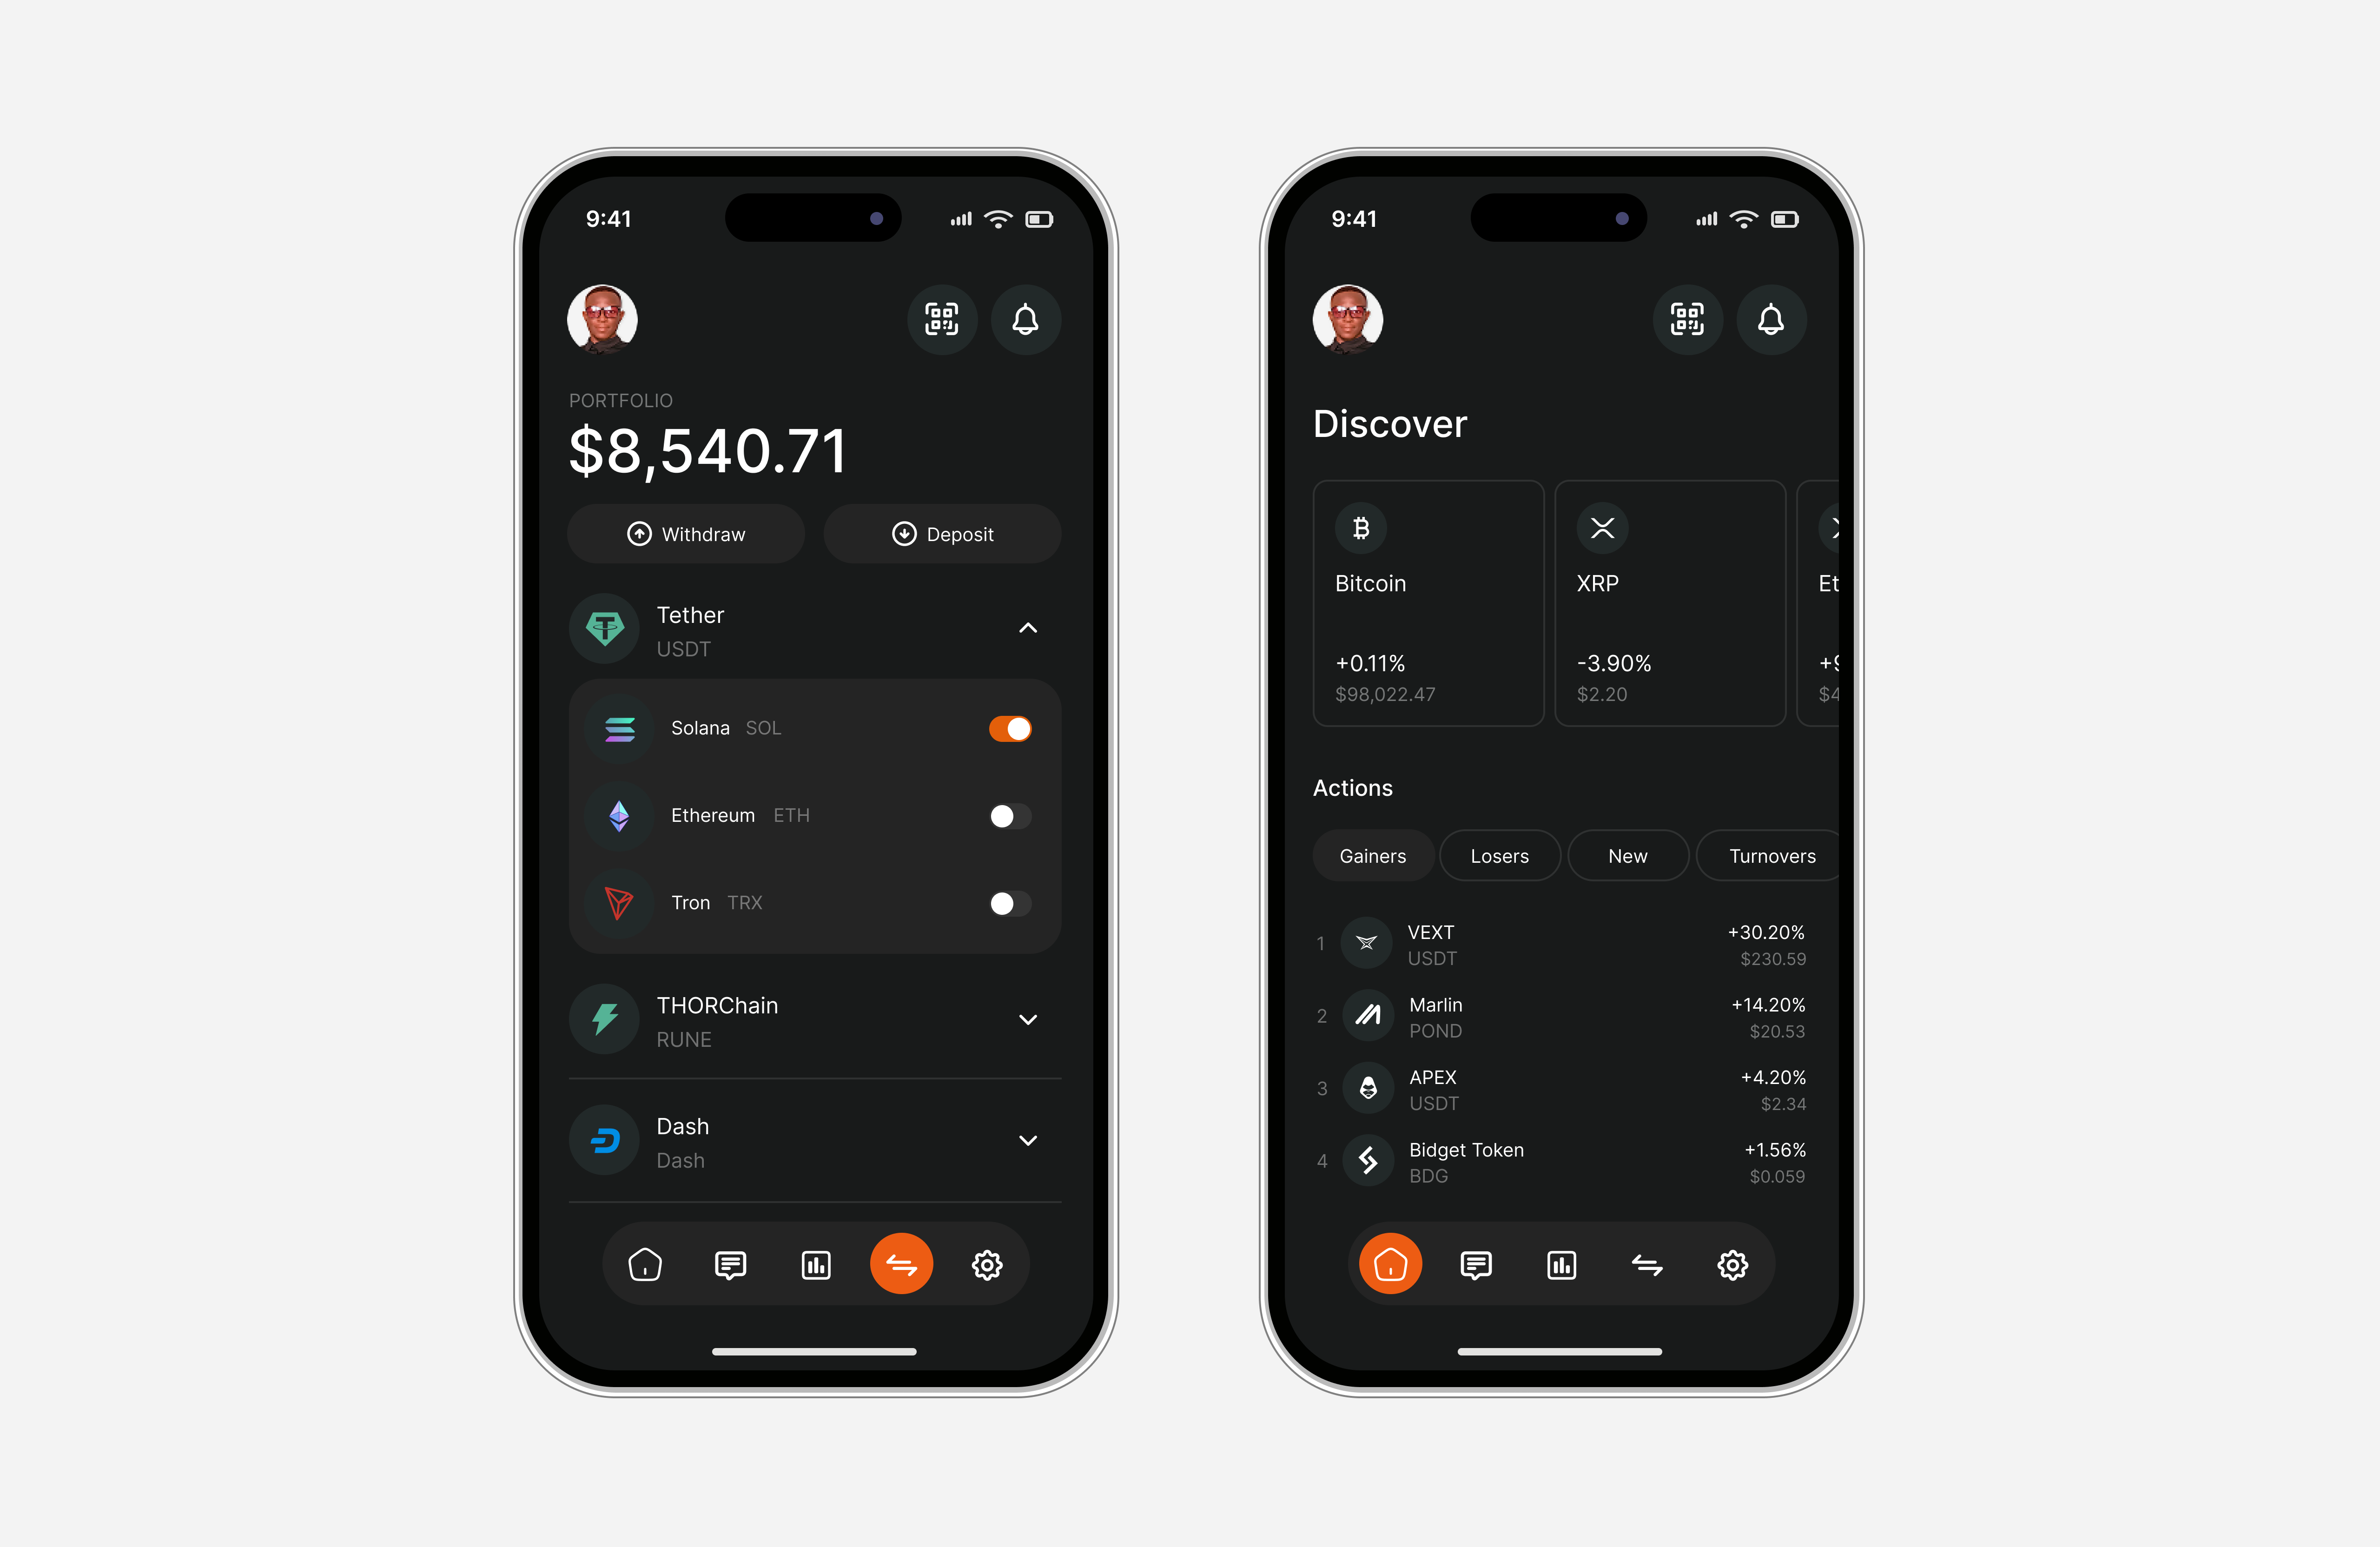 9:41
PORTFOLIO
$8,540.71
Withdraw
Deposit
Tether
USDT
Solana SOL
Ethereum ETH
Tron TRX
THORChain
RUNE
Dash
Dash
9:41
Discover
Bitcoin
+0.11%
$98,022.47
XRP
-3.90%
$2.20
Et
+9
$4
Actions
Gainers
Losers
New
Turnovers
1
VEXT
USDT
+30.20%
$230.59
2
Marlin
POND
+14.20%
$20.53
3
APEX
USDT
+4.20%
$2.34
4
Bidget Token
BDG
+1.56%
$0.059